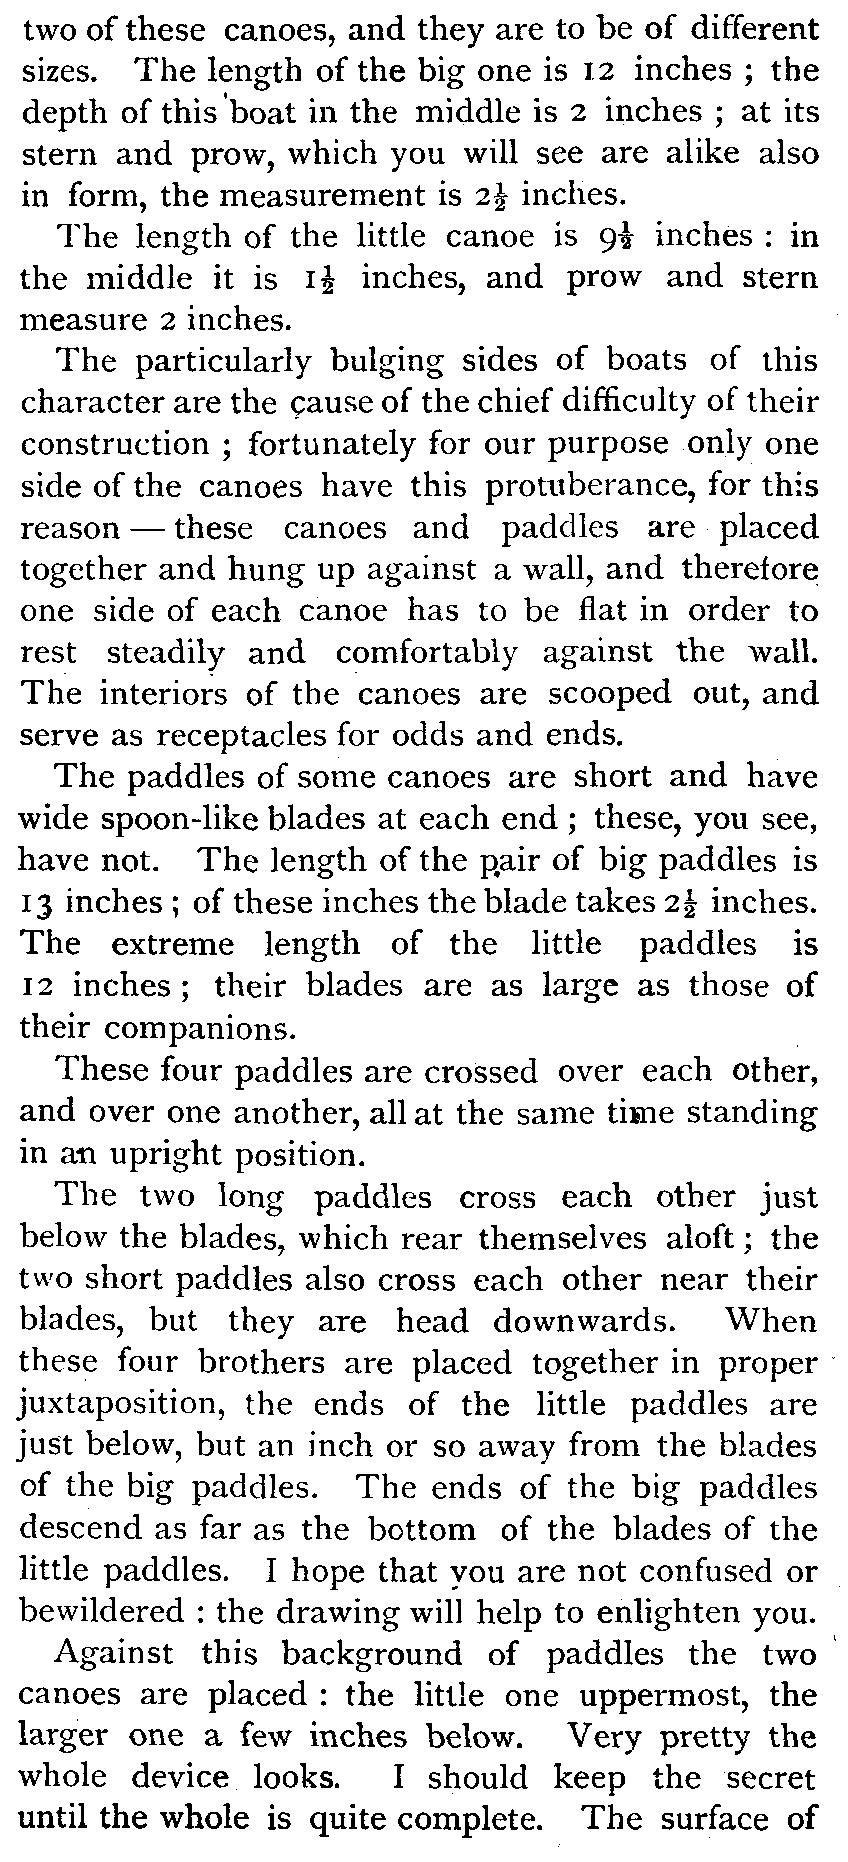 two of these canoes, and they are to be of different
sizes. The length of the big one is 12 inches ; the
depth of this boat in the middle is 2 inches ; at its
stern and prow, which you will see are alike also
in form, the measurement is 2½ inches.
The length of the little canoe is 9½ inches : in
the middle it is 1½ inches, and prow and stern
measure 2 inches.
The particularly bulging sides of boats of this
character are the cause of the chief difficulty of their
construction ; fortunately for our purpose only one
side of the canoes have this protuberance, for this
reason — these canoes and paddles are placed
together and hung up against a wall, and therefore
one side of each canoe has to be flat in order to
rest steadily and comfortably against the wall.
The interiors of the canoes are scooped out, and
serve as receptacles for odds and ends.
The paddles of some canoes are short and have
wide spoon-like blades at each end ; these, you see,
have not. The length of the pair of big paddles is
13 inches ; of these inches the blade takes 2½ inches.
The extreme length of the little paddles is
12 inches ; their blades are as large as those of
their companions.
These four paddles are crossed over each other,
and over one another, all at the same time standing
in an upright position.
The two long paddles cross each other just
below the blades, which rear themselves aloft ; the
two short paddles also cross each other near their
blades, but they are head downwards. When
these four brothers are placed together in proper
juxtaposition, the ends of the little paddles are
just below, but an inch or so away from the blades
of the big paddles. The ends of the big paddles
descend as far as the bottom of the blades of the
little paddles. I hope that you are not confused or
bewildered : the drawing will help to enlighten you.
Against this background of paddles the two
canoes are placed : the little one uppermost, the
larger one a few inches below. Very pretty the
whole device looks. I should keep the secret
until the whole is quite complete. The surface of